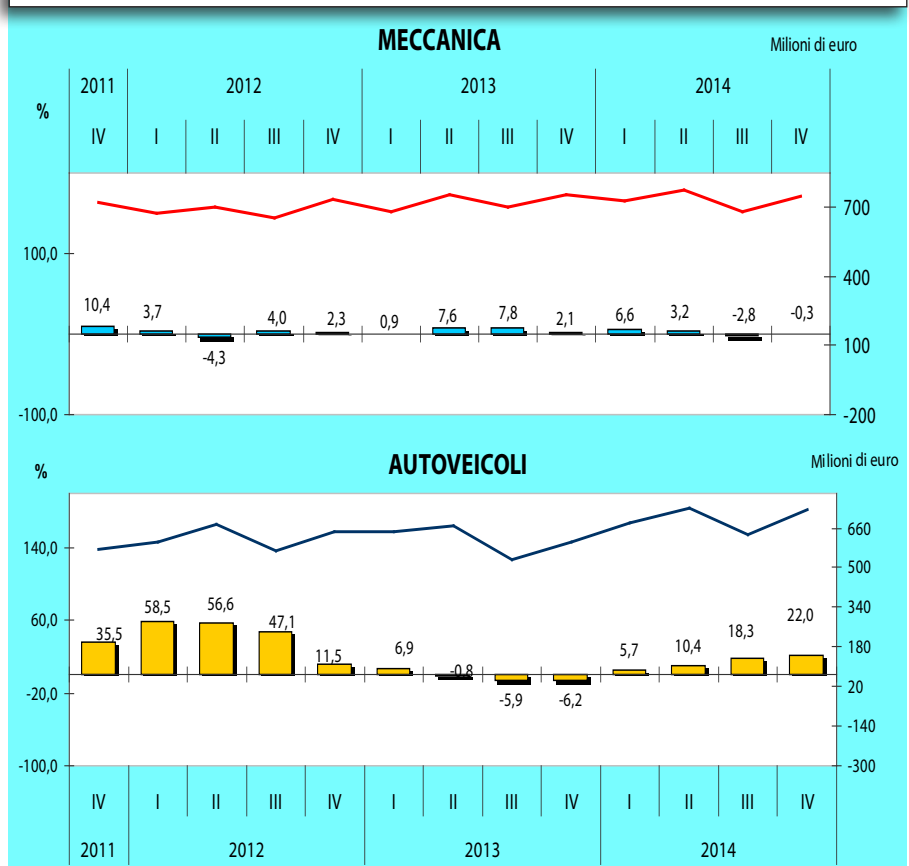 MECCANICA
Milioni di euro
2011 2012 2013 2014
%
IV I II III IV I II III IV I II III IV
700
100,0
400
10,4 3,7 4,0 2,3 0,9 7,6 7,8 2,1 6,6 3,2 -2,8 -0,3
100
-4,3
-100,0 -200
AUTOVEICOLI
Milioni di euro
%
660
140,0
500
58,5 56,6 340
60,0 35,5 47,1 22,0
11,5 6,9 5,7 10,4 18,3 180
-0,8
-20,0 -5,9 -6,2 20
-140
-100,0 -300
IV I II III IV I II III IV I II III IV
2011 2012 2013 2014